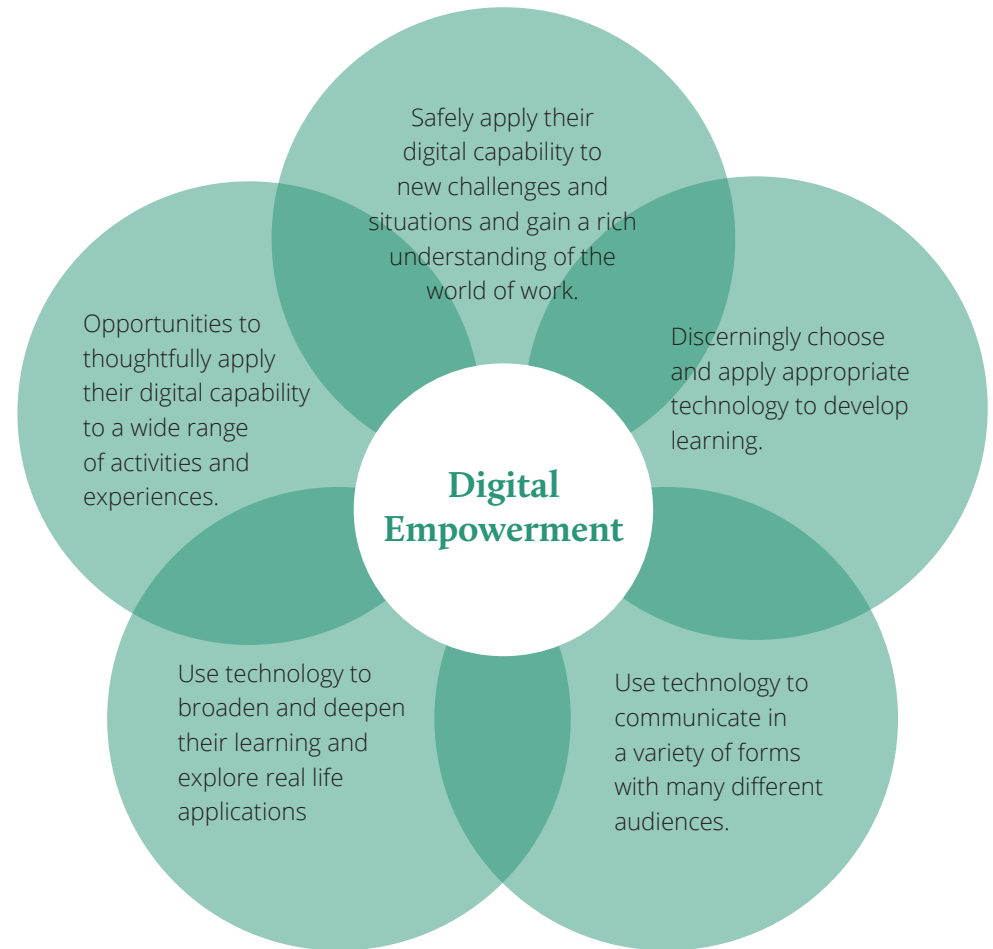 Safely apply their
digital capability to
new challenges and
situations and gain a rich
understanding of the
world of work.
Opportunities to
thoughtfully apply
their digital capability
to a wide range
of activities and
experiences.
Discerningly choose
and apply appropriate
technology to develop
learning.
Digital
Empowerment
Use technology to
broaden and deepen
their learning and
explore real life
applications
Use technology to
communicate in
a variety of forms
with many different
audiences.